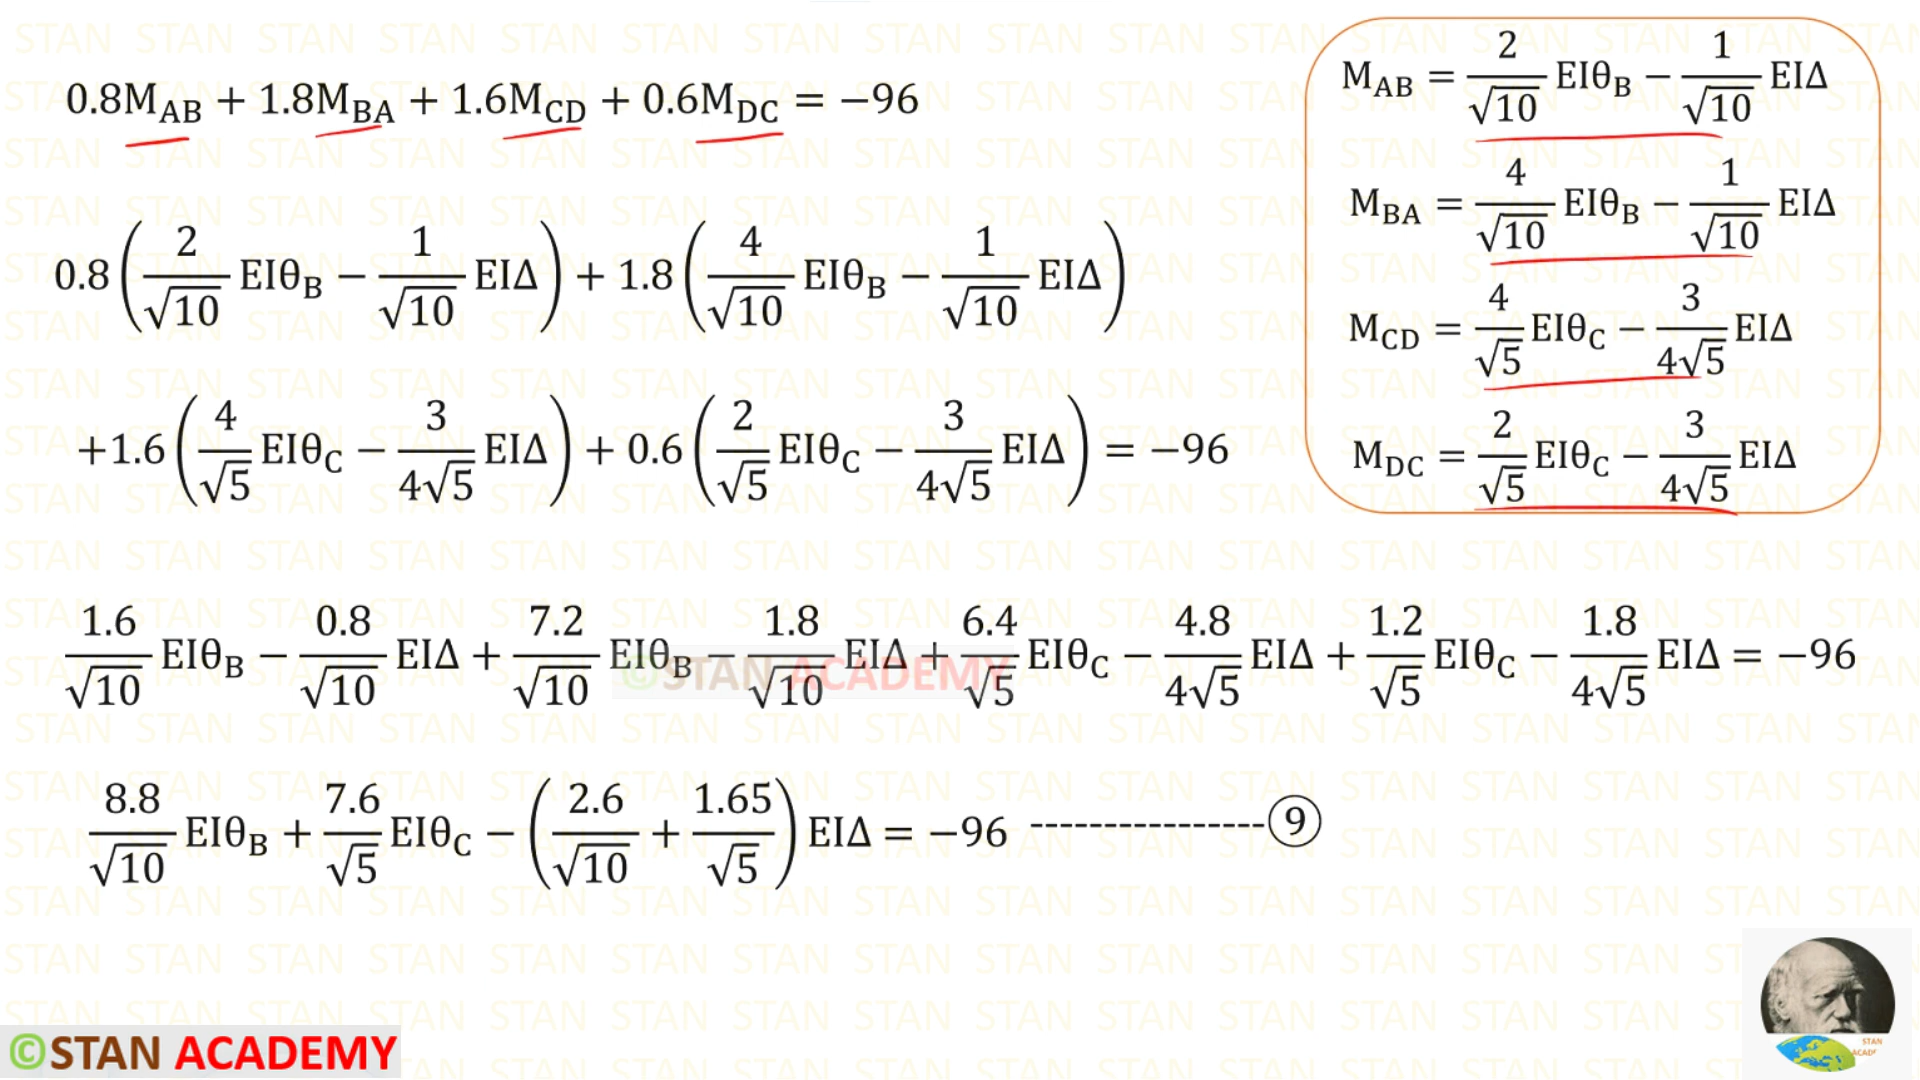 0.8M_AB + 1.8M_BA + 1.6M_CD + 0.6M_DC = −96
0.8(2/√10 EIθ_B − 1/√10 EIΔ) + 1.8(4/√10 EIθ_B − 1/√10 EIΔ)
+1.6(4/√5 EIθ_C − 3/4√5 EIΔ) + 0.6(2/√5 EIθ_C − 3/4√5 EIΔ) = −96
1.6/√10 EIθ_B − 0.8/√10 EIΔ + 7.2/√10 EIθ_B − 1.8/√10 EIΔ + 6.4/√5 EIθ_C − 4.8/4√5 EIΔ + 1.2/√5 EIθ_C − 1.8/4√5 EIΔ = −96
©STAN ACADEMY
8.8/√10 EIθ_B + 7.6/√5 EIθ_C − (2.6/√10 + 1.65/√5) EIΔ = −96 ---------------⑨
M_AB = 2/√10 EIθ_B − 1/√10 EIΔ
M_BA = 4/√10 EIθ_B − 1/√10 EIΔ
M_CD = 4/√5 EIθ_C − 3/4√5 EIΔ
M_DC = 2/√5 EIθ_C − 3/4√5 EIΔ
©STAN ACADEMY
STAN